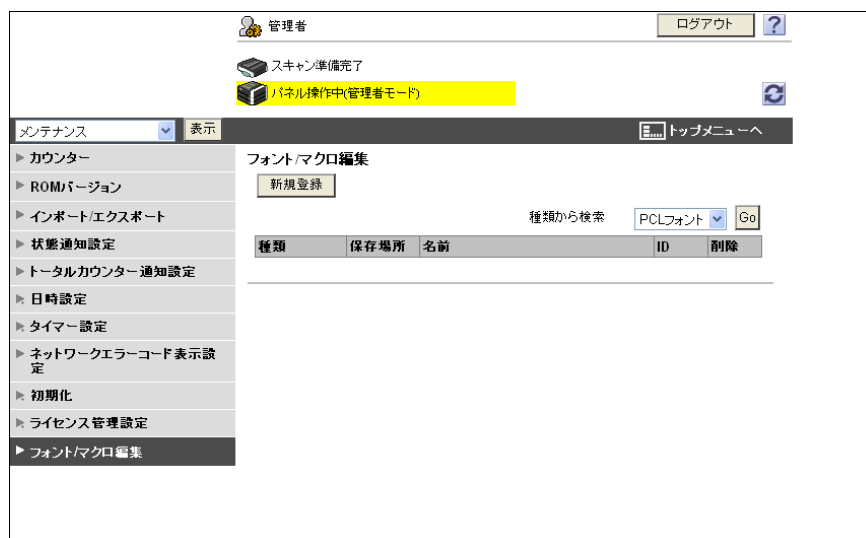 管理者
ログアウト
?
スキャン準備完了
パネル操作中(管理者モード)
メンテナンス
表示
トップメニューへ
カウンター
ROMバージョン
インポート/エクスポート
状態通知設定
トータルカウンター通知設定
日時設定
タイマー設定
ネットワークエラーコード表示設
定
初期化
ライセンス管理設定
フォント/マクロ編集
フォント/マクロ編集
新規登録
種類から検索 PCLフォント Go
種類 保存場所 名前 ID 削除